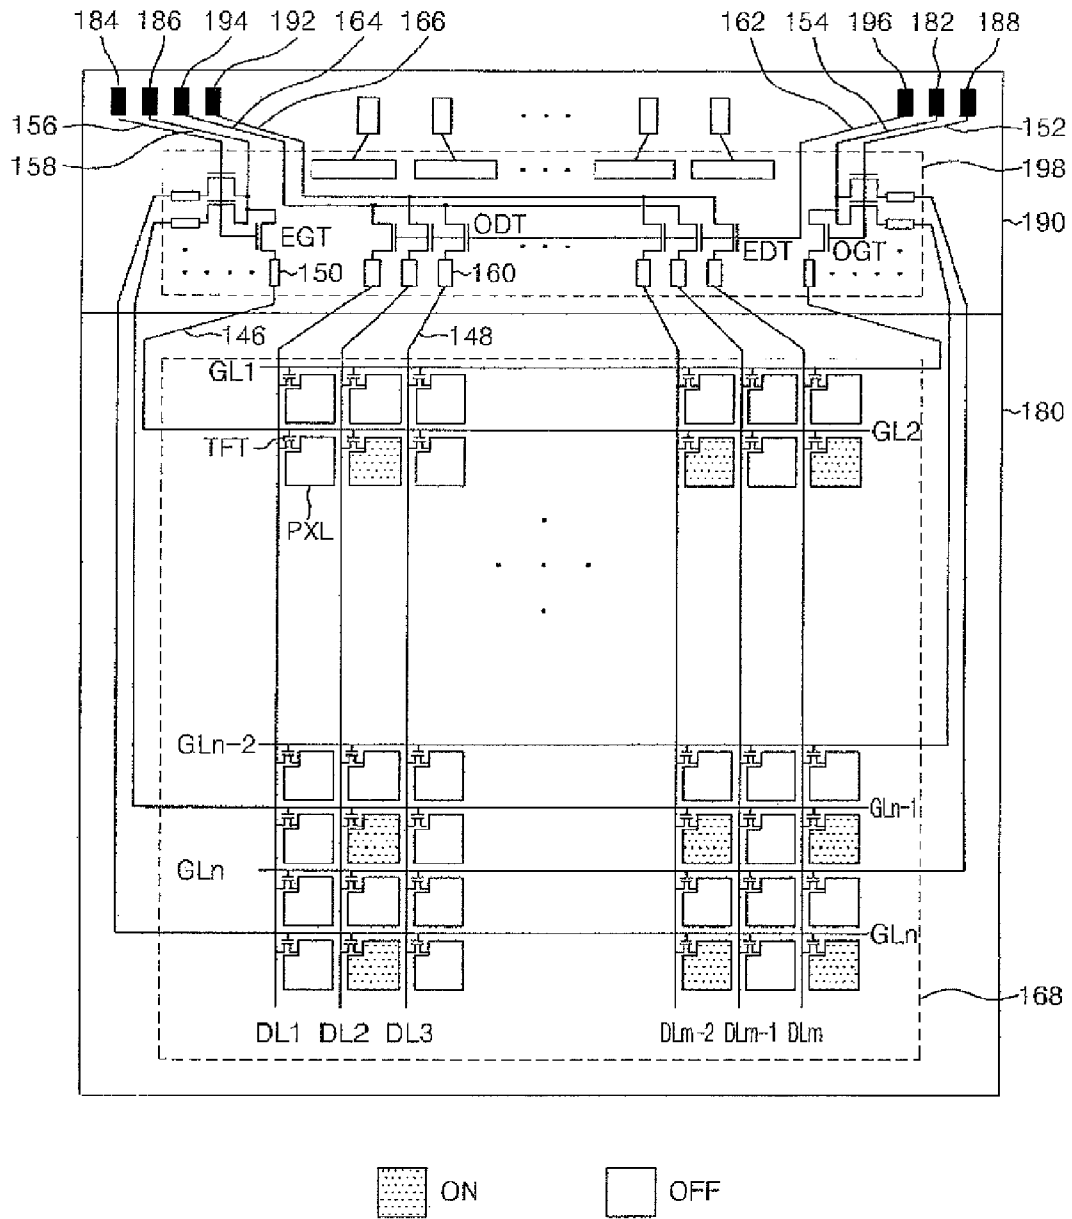 184 186 194 192 164 166 162 154 196 182 188
156 152
158 198
190
EGT ODT EDT OGT
150 160
146 148
GL1 180
TFT GL2
PXL
GLn-2
GLn-1
GLn
GLn
168
DL1 DL2 DL3 DLm-2 DLm-1 DLm
ON OFF